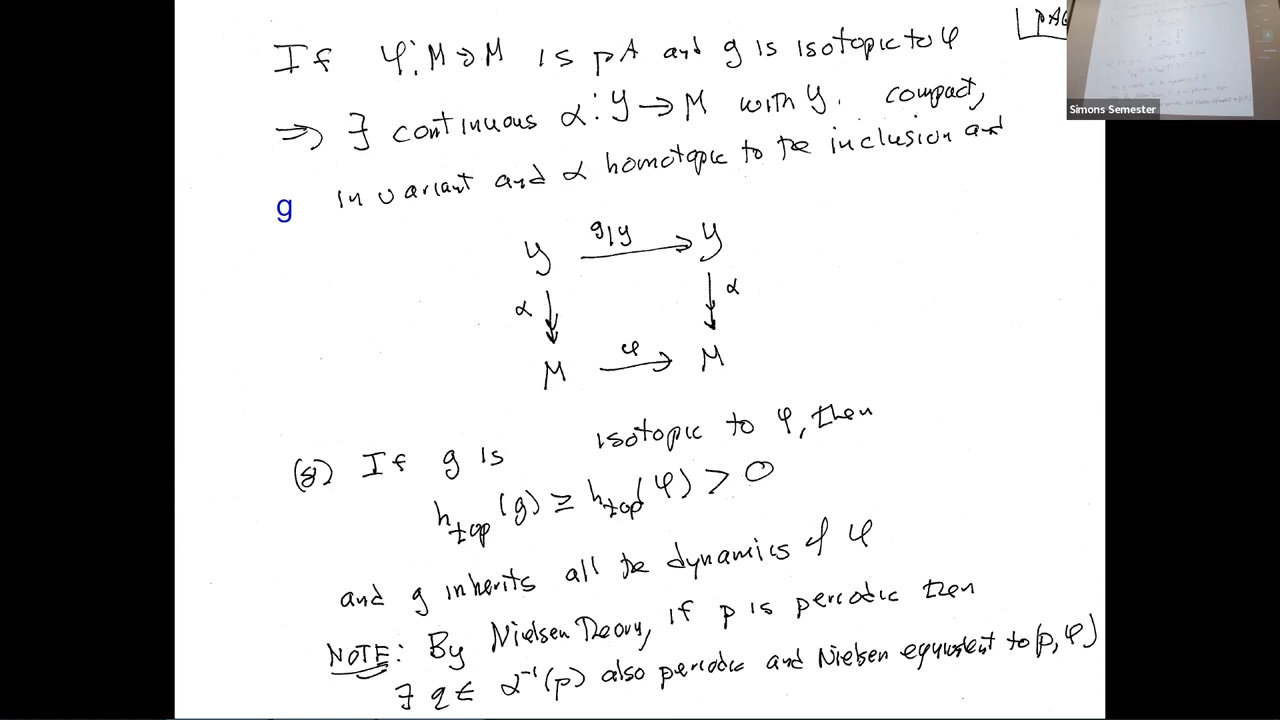 If φ: M → M is pA and g is isotopic to φ
⇒ ∃ continuous α: Y → M with Y compact,
g invariant and α homotopic to the inclusion and
Y g|Y → Y
α ↓ ↓ α
M φ → M
(8) If g is isotopic to φ, then
h_top(g) ≥ h_top(φ) > 0
and g inherits all the dynamics of φ
NOTE: By Nielsen Theory, if p is periodic then
∃ q ∈ α⁻¹(p) also periodic and Nielsen equivalent to (p, φ)
Simons Semester